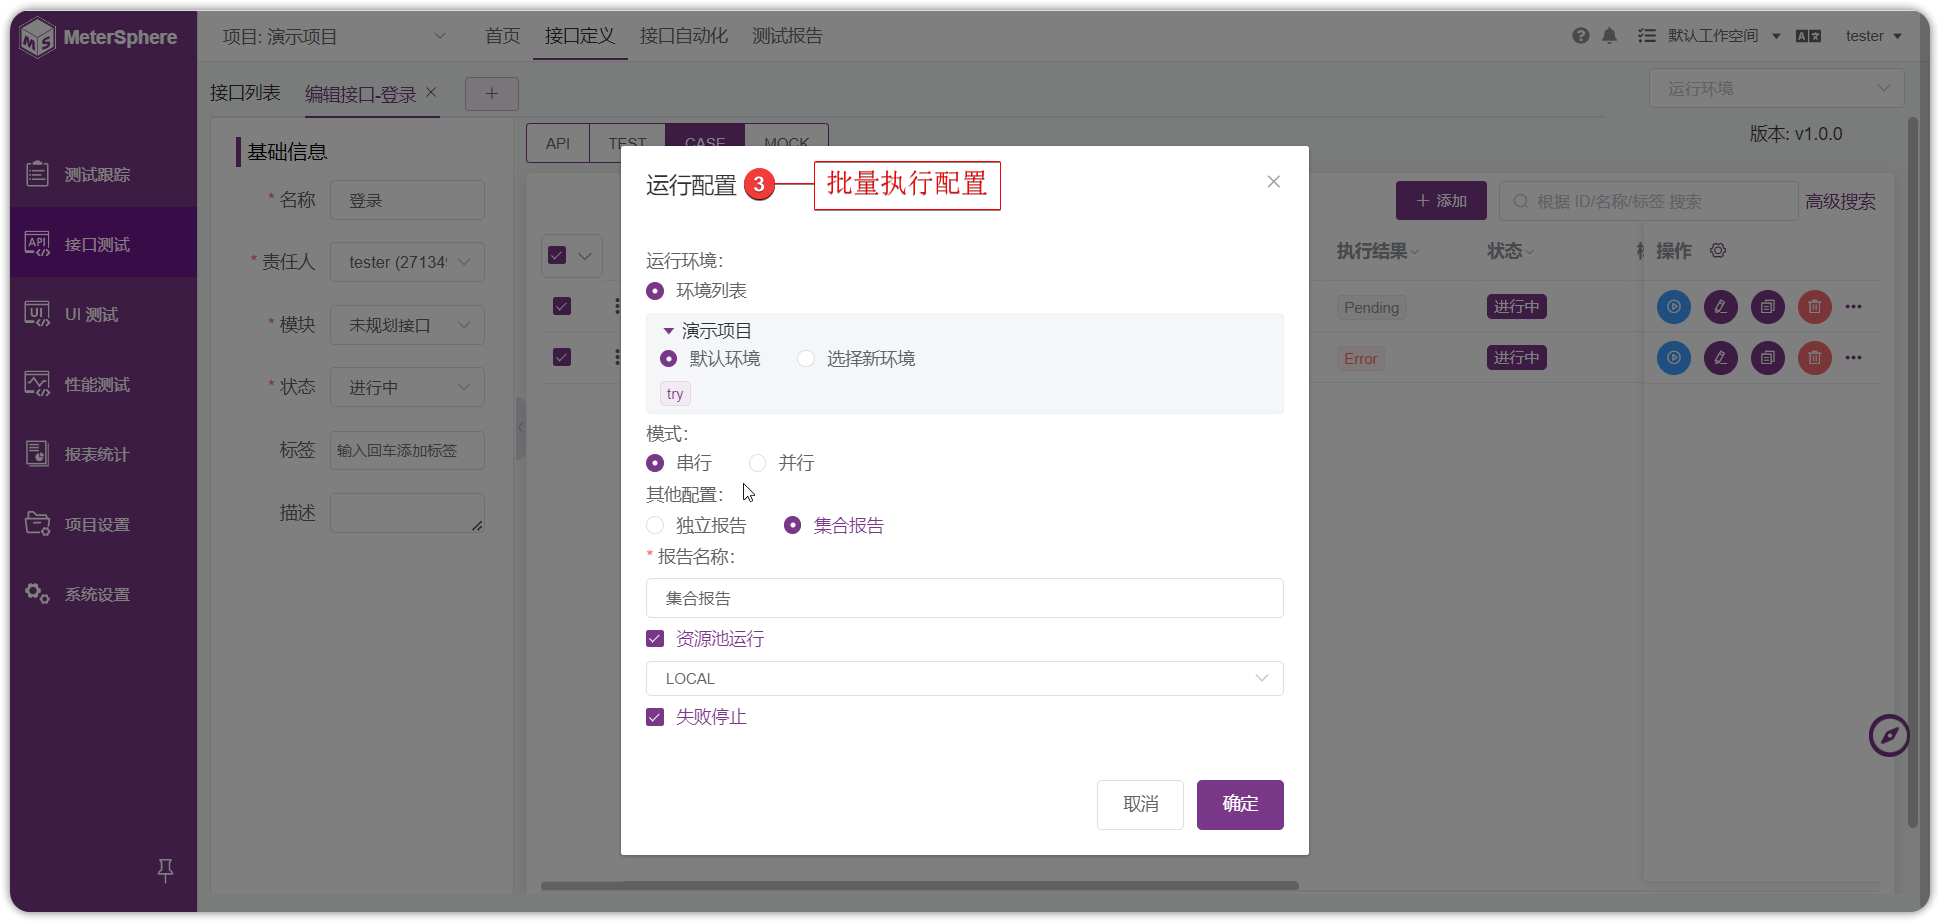 MeterSphere
项目: 演示项目
首页
接口定义
接口自动化
测试报告
默认工作空间
tester
接口列表
编辑接口-登录
运行环境
版本: v1.0.0
测试跟踪
接口测试
UI 测试
性能测试
报表统计
项目设置
系统设置
基础信息
* 名称
登录
* 责任人
tester (27134
* 模块
未规划接口
* 状态
进行中
标签
输入回车添加标签
描述
API
TEST
CASE
MOCK
添加
根据 ID/名称/标签 搜索
高级搜索
执行结果
状态
操作
Pending
进行中
Error
进行中
运行配置
3
批量执行配置
运行环境:
环境列表
演示项目
默认环境
选择新环境
try
模式:
串行
并行
其他配置:
独立报告
集合报告
* 报告名称:
集合报告
资源池运行
LOCAL
失败停止
取消
确定